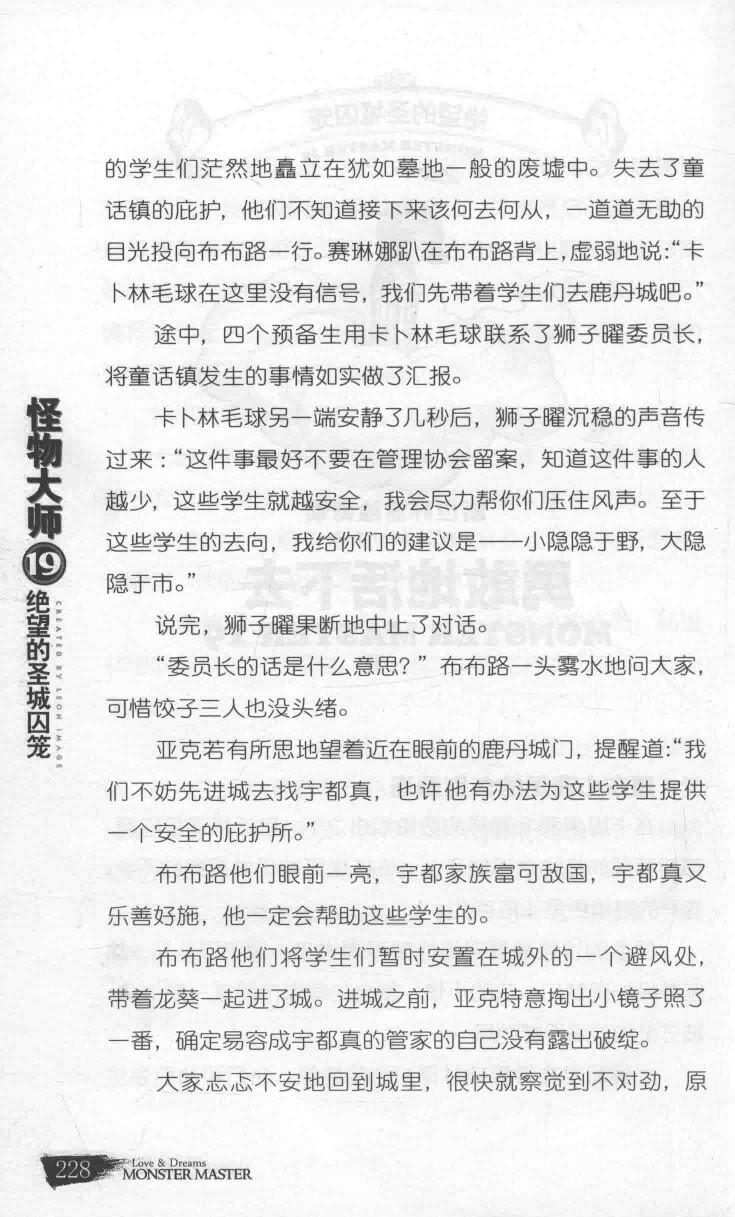 的学生们茫然地矗立在犹如墓地一般的废墟中。失去了童
话镇的庇护，他们不知道接下来该何去何从，一道道无助的
目光投向布布路一行。赛琳娜趴在布布路背上，虚弱地说：“卡
卜林毛球在这里没有信号，我们先带着学生们去鹿丹城吧。”
途中，四个预备生用卡卜林毛球联系了狮子曜委员长，
将童话镇发生的事情如实做了汇报。
卡卜林毛球另一端安静了几秒后，狮子曜沉稳的声音传
过来：“这件事最好不要在管理协会留案，知道这件事的人
越少，这些学生就越安全，我会尽力帮你们压住风声。至于
这些学生的去向，我给你们的建议是——小隐隐于野，大隐
隐于市。”
说完，狮子曜果断地中止了对话。
“委员长的话是什么意思？”布布路一头雾水地问大家，
可惜饺子三人也没头绪。
亚克若有所思地望着近在眼前的鹿丹城门，提醒道：“我
们不妨先进城去找宇都真，也许他有办法为这些学生提供
一个安全的庇护所。”
布布路他们眼前一亮，宇都家族富可敌国，宇都真又
乐善好施，他一定会帮助这些学生的。
布布路他们将学生们暂时安置在城外的一个避风处，
带着龙葵一起进了城。进城之前，亚克特意掏出小镜子照了
一番，确定易容成宇都真的管家的自己没有露出破绽。
大家忐忑不安地回到城里，很快就察觉到不对劲，原
怪物大师
19
绝望的圣城囚笼
CREATED BY LEON IMAGE
228
Love & Dreams
MONSTER MASTER